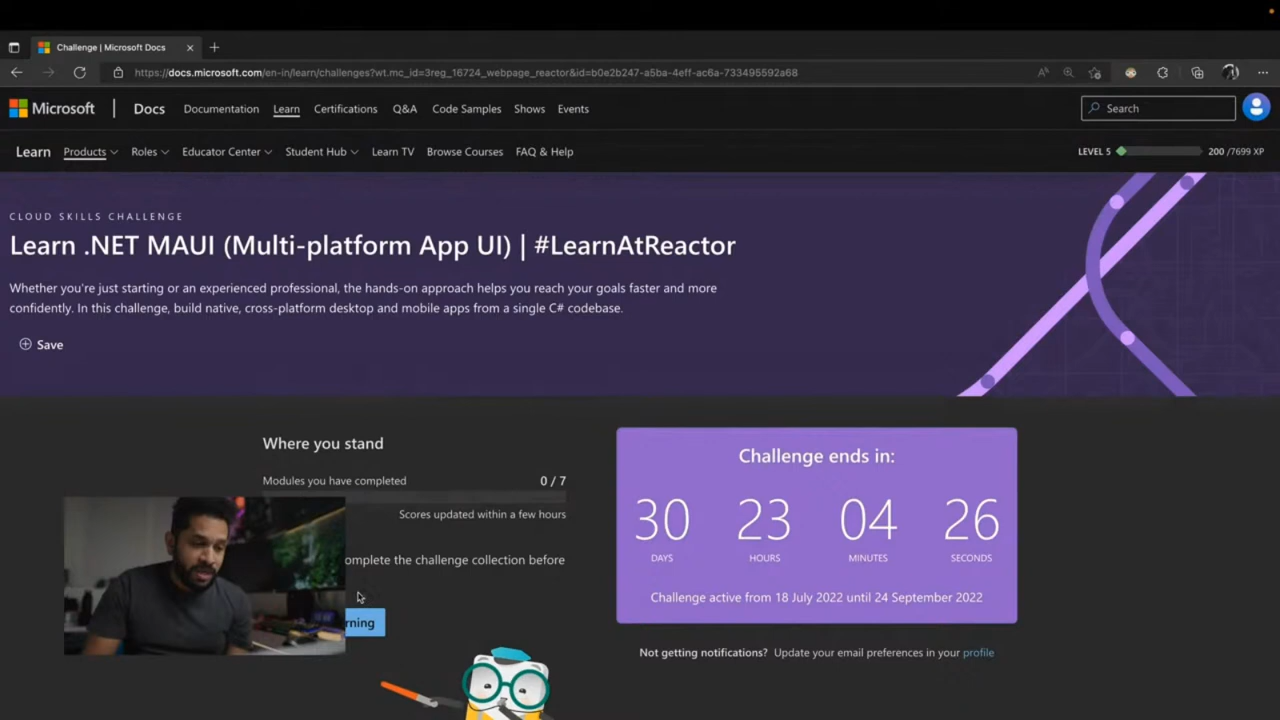 Challenge | Microsoft Docs
https://docs.microsoft.com/en-in/learn/challenges?wt.mc_id=3reg_16724_webpage_reactor&id=b0e2b247-a5ba-4eff-ac6a-733495592a68
Microsoft Docs Documentation Learn Certifications Q&A Code Samples Shows Events Search
Learn Products Roles Educator Center Student Hub Learn TV Browse Courses FAQ & Help LEVEL 5 200 /7699 XP
CLOUD SKILLS CHALLENGE
Learn .NET MAUI (Multi-platform App UI) | #LearnAtReactor
Whether you're just starting or an experienced professional, the hands-on approach helps you reach your goals faster and more
confidently. In this challenge, build native, cross-platform desktop and mobile apps from a single C# codebase.
Save
Where you stand
Modules you have completed 0 / 7
Scores updated within a few hours
omplete the challenge collection before
rning
Challenge ends in:
30 23 04 26
DAYS HOURS MINUTES SECONDS
Challenge active from 18 July 2022 until 24 September 2022
Not getting notifications? Update your email preferences in your profile